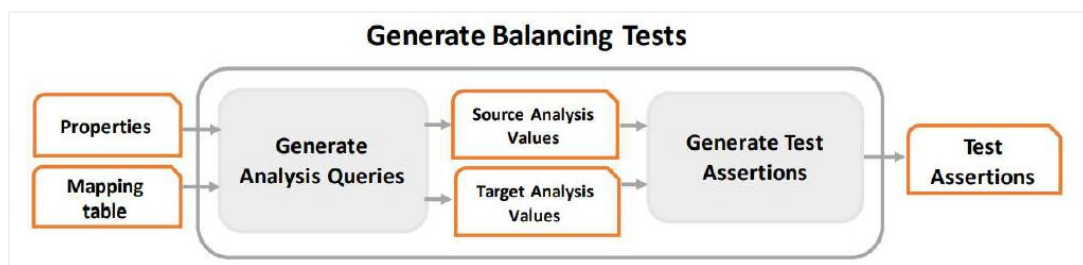 Generate Balancing Tests
Properties
Mapping
table
Generate
Analysis Queries
Source Analysis
Values
Target Analysis
Values
Generate Test
Assertions
Test
Assertions